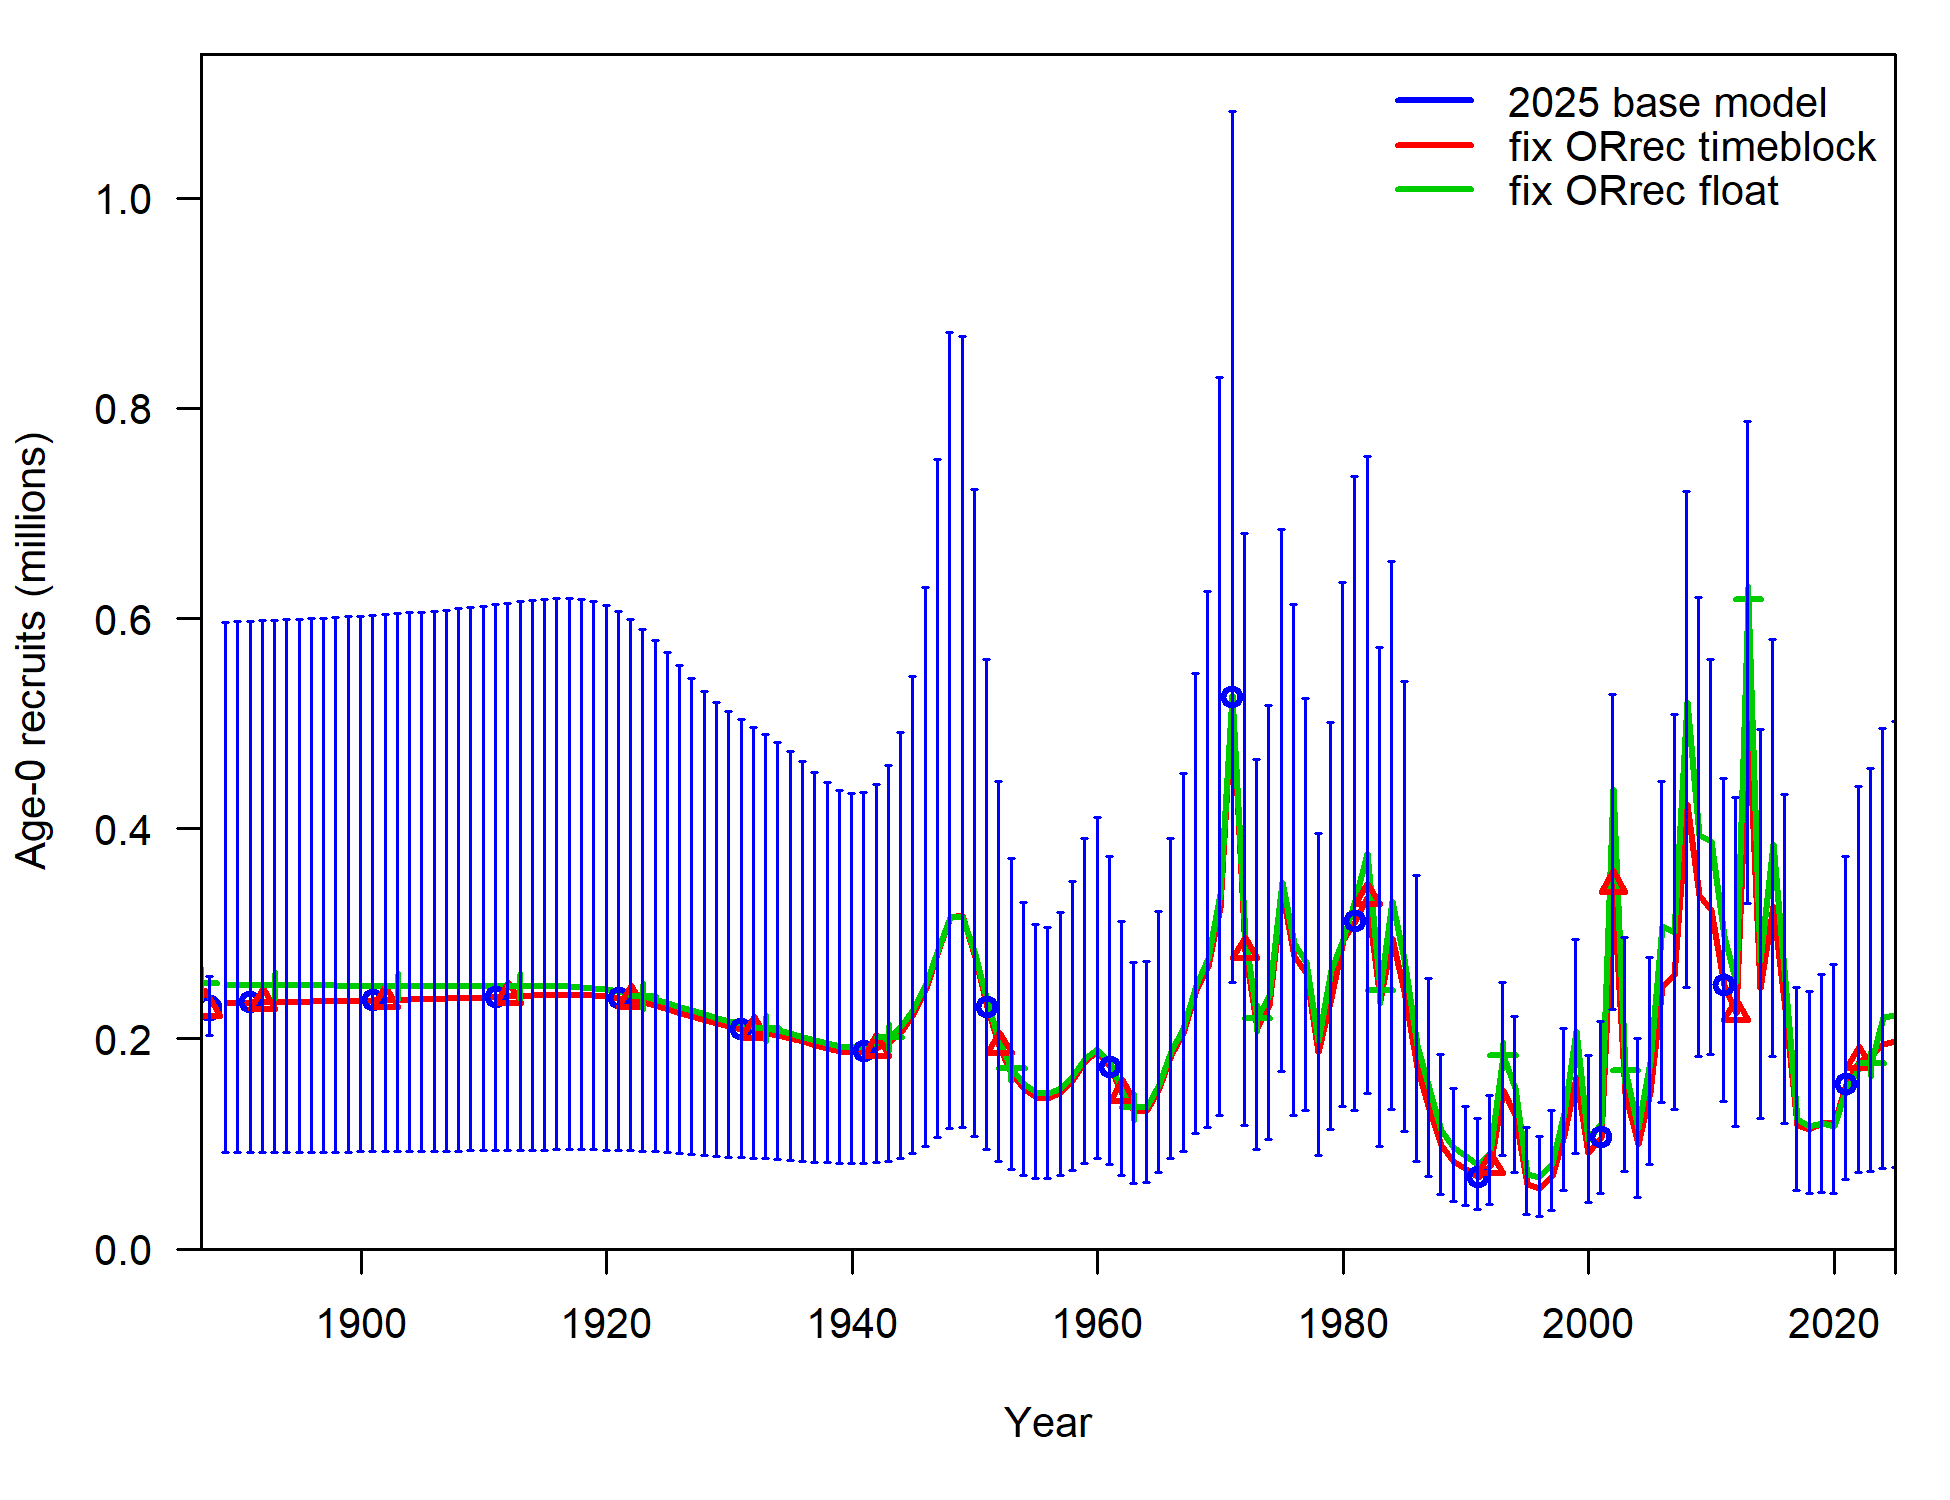 2025 base model
fix ORrec timeblock
fix ORrec float
Age-0 recruits (millions)
1.0
0.8
0.6
0.4
0.2
0.0
1900 1920 1940 1960 1980 2000 2020
Year